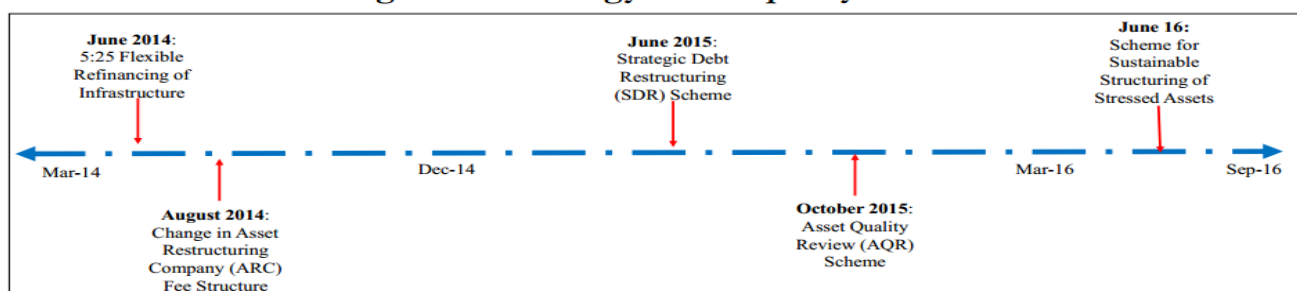 June 2014:
5:25 Flexible
Refinancing of
Infrastructure
June 2015:
Strategic Debt
Restructuring
(SDR) Scheme
June 16:
Scheme for
Sustainable
Structuring of
Stressed Assets
Mar-14
Dec-14
Mar-16
Sep-16
August 2014:
Change in Asset
Restructuring
Company (ARC)
Fee Structure
October 2015:
Asset Quality
Review (AQR)
Scheme